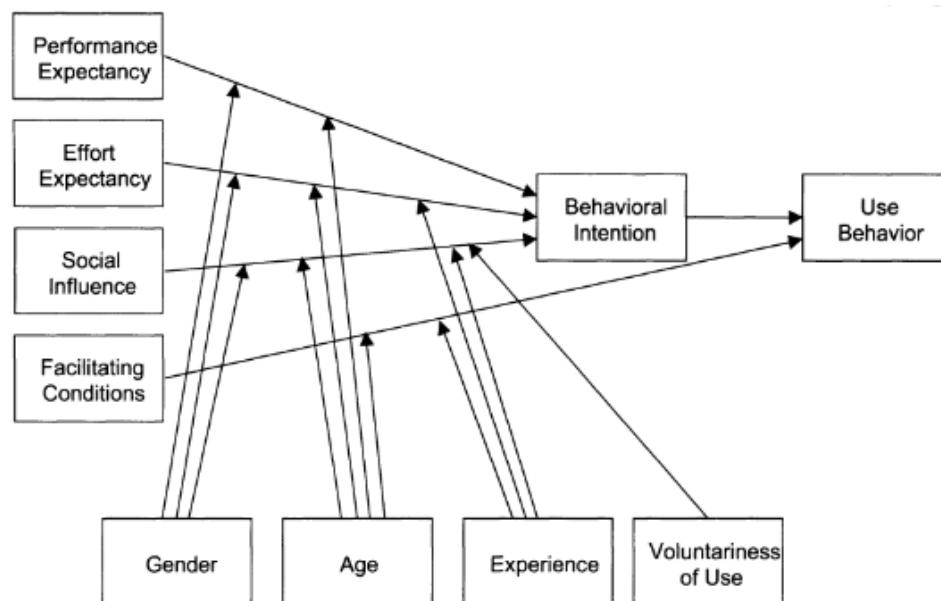 Performance
Expectancy
Effort
Expectancy
Social
Influence
Facilitating
Conditions
Behavioral
Intention
Use
Behavior
Gender
Age
Experience
Voluntariness
of Use